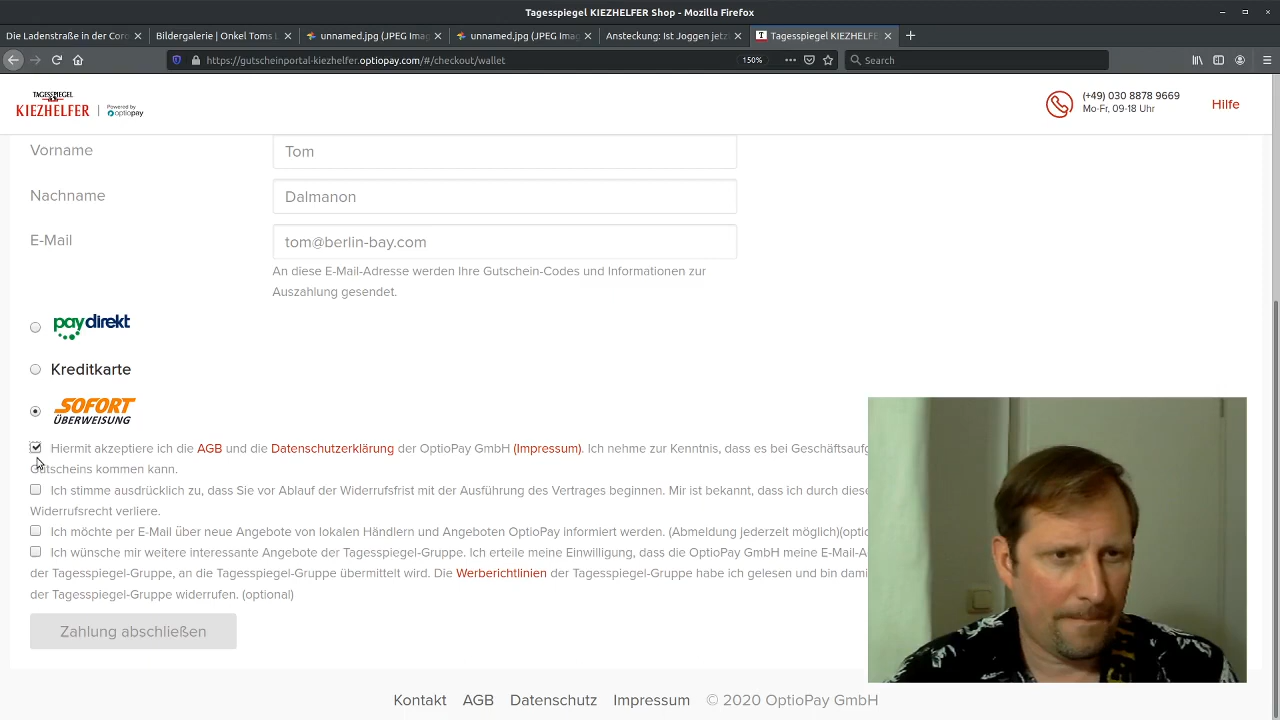 Tagesspiegel KIEZHELFER Shop - Mozilla Firefox
Die Ladenstraße in der Coro
Bildergalerie | Onkel Toms L
unnamed.jpg (JPEG Imag
unnamed.jpg (JPEG Imag
Ansteckung: Ist Joggen jetz
Tagesspiegel KIEZHELFE
https://gutscheinportal-kiezhelfer.optiopay.com/#/checkout/wallet
150%
Search
TAGESSPIEGEL
KIEZHELFER
Powered by
optiopay
(+49) 030 8878 9669
Mo-Fr, 09-18 Uhr
Hilfe
Vorname
Tom
Nachname
Dalmanon
E-Mail
tom@berlin-bay.com
An diese E-Mail-Adresse werden Ihre Gutschein-Codes und Informationen zur
Auszahlung gesendet.
paydirekt
Kreditkarte
SOFORT
ÜBERWEISUNG
Hiermit akzeptiere ich die AGB und die Datenschutzerklärung der OptioPay GmbH (Impressum). Ich nehme zur Kenntnis, dass es bei Geschäftsaufg
Gutscheins kommen kann.
Ich stimme ausdrücklich zu, dass Sie vor Ablauf der Widerrufsfrist mit der Ausführung des Vertrages beginnen. Mir ist bekannt, dass ich durch diese
Widerrufsrecht verliere.
Ich möchte per E-Mail über neue Angebote von lokalen Händlern und Angeboten OptioPay informiert werden. (Abmeldung jederzeit möglich)(optio
Ich wünsche mir weitere interessante Angebote der Tagesspiegel-Gruppe. Ich erteile meine Einwilligung, dass die OptioPay GmbH meine E-Mail-A
der Tagesspiegel-Gruppe, an die Tagesspiegel-Gruppe übermittelt wird. Die Werberichtlinien der Tagesspiegel-Gruppe habe ich gelesen und bin dami
der Tagesspiegel-Gruppe widerrufen. (optional)
Zahlung abschließen
Kontakt AGB Datenschutz Impressum © 2020 OptioPay GmbH